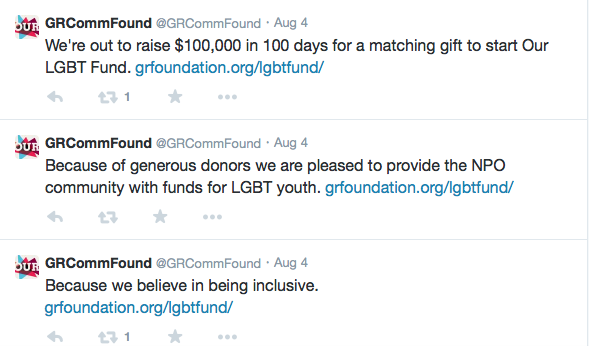 GRCommFound @GRCommFound · Aug 4
We're out to raise $100,000 in 100 days for a matching gift to start Our
LGBT Fund. grfoundation.org/lgbtfund/
1
GRCommFound @GRCommFound · Aug 4
Because of generous donors we are pleased to provide the NPO
community with funds for LGBT youth. grfoundation.org/lgbtfund/
GRCommFound @GRCommFound · Aug 4
Because we believe in being inclusive.
grfoundation.org/lgbtfund/
1
OUR
OUR
OUR